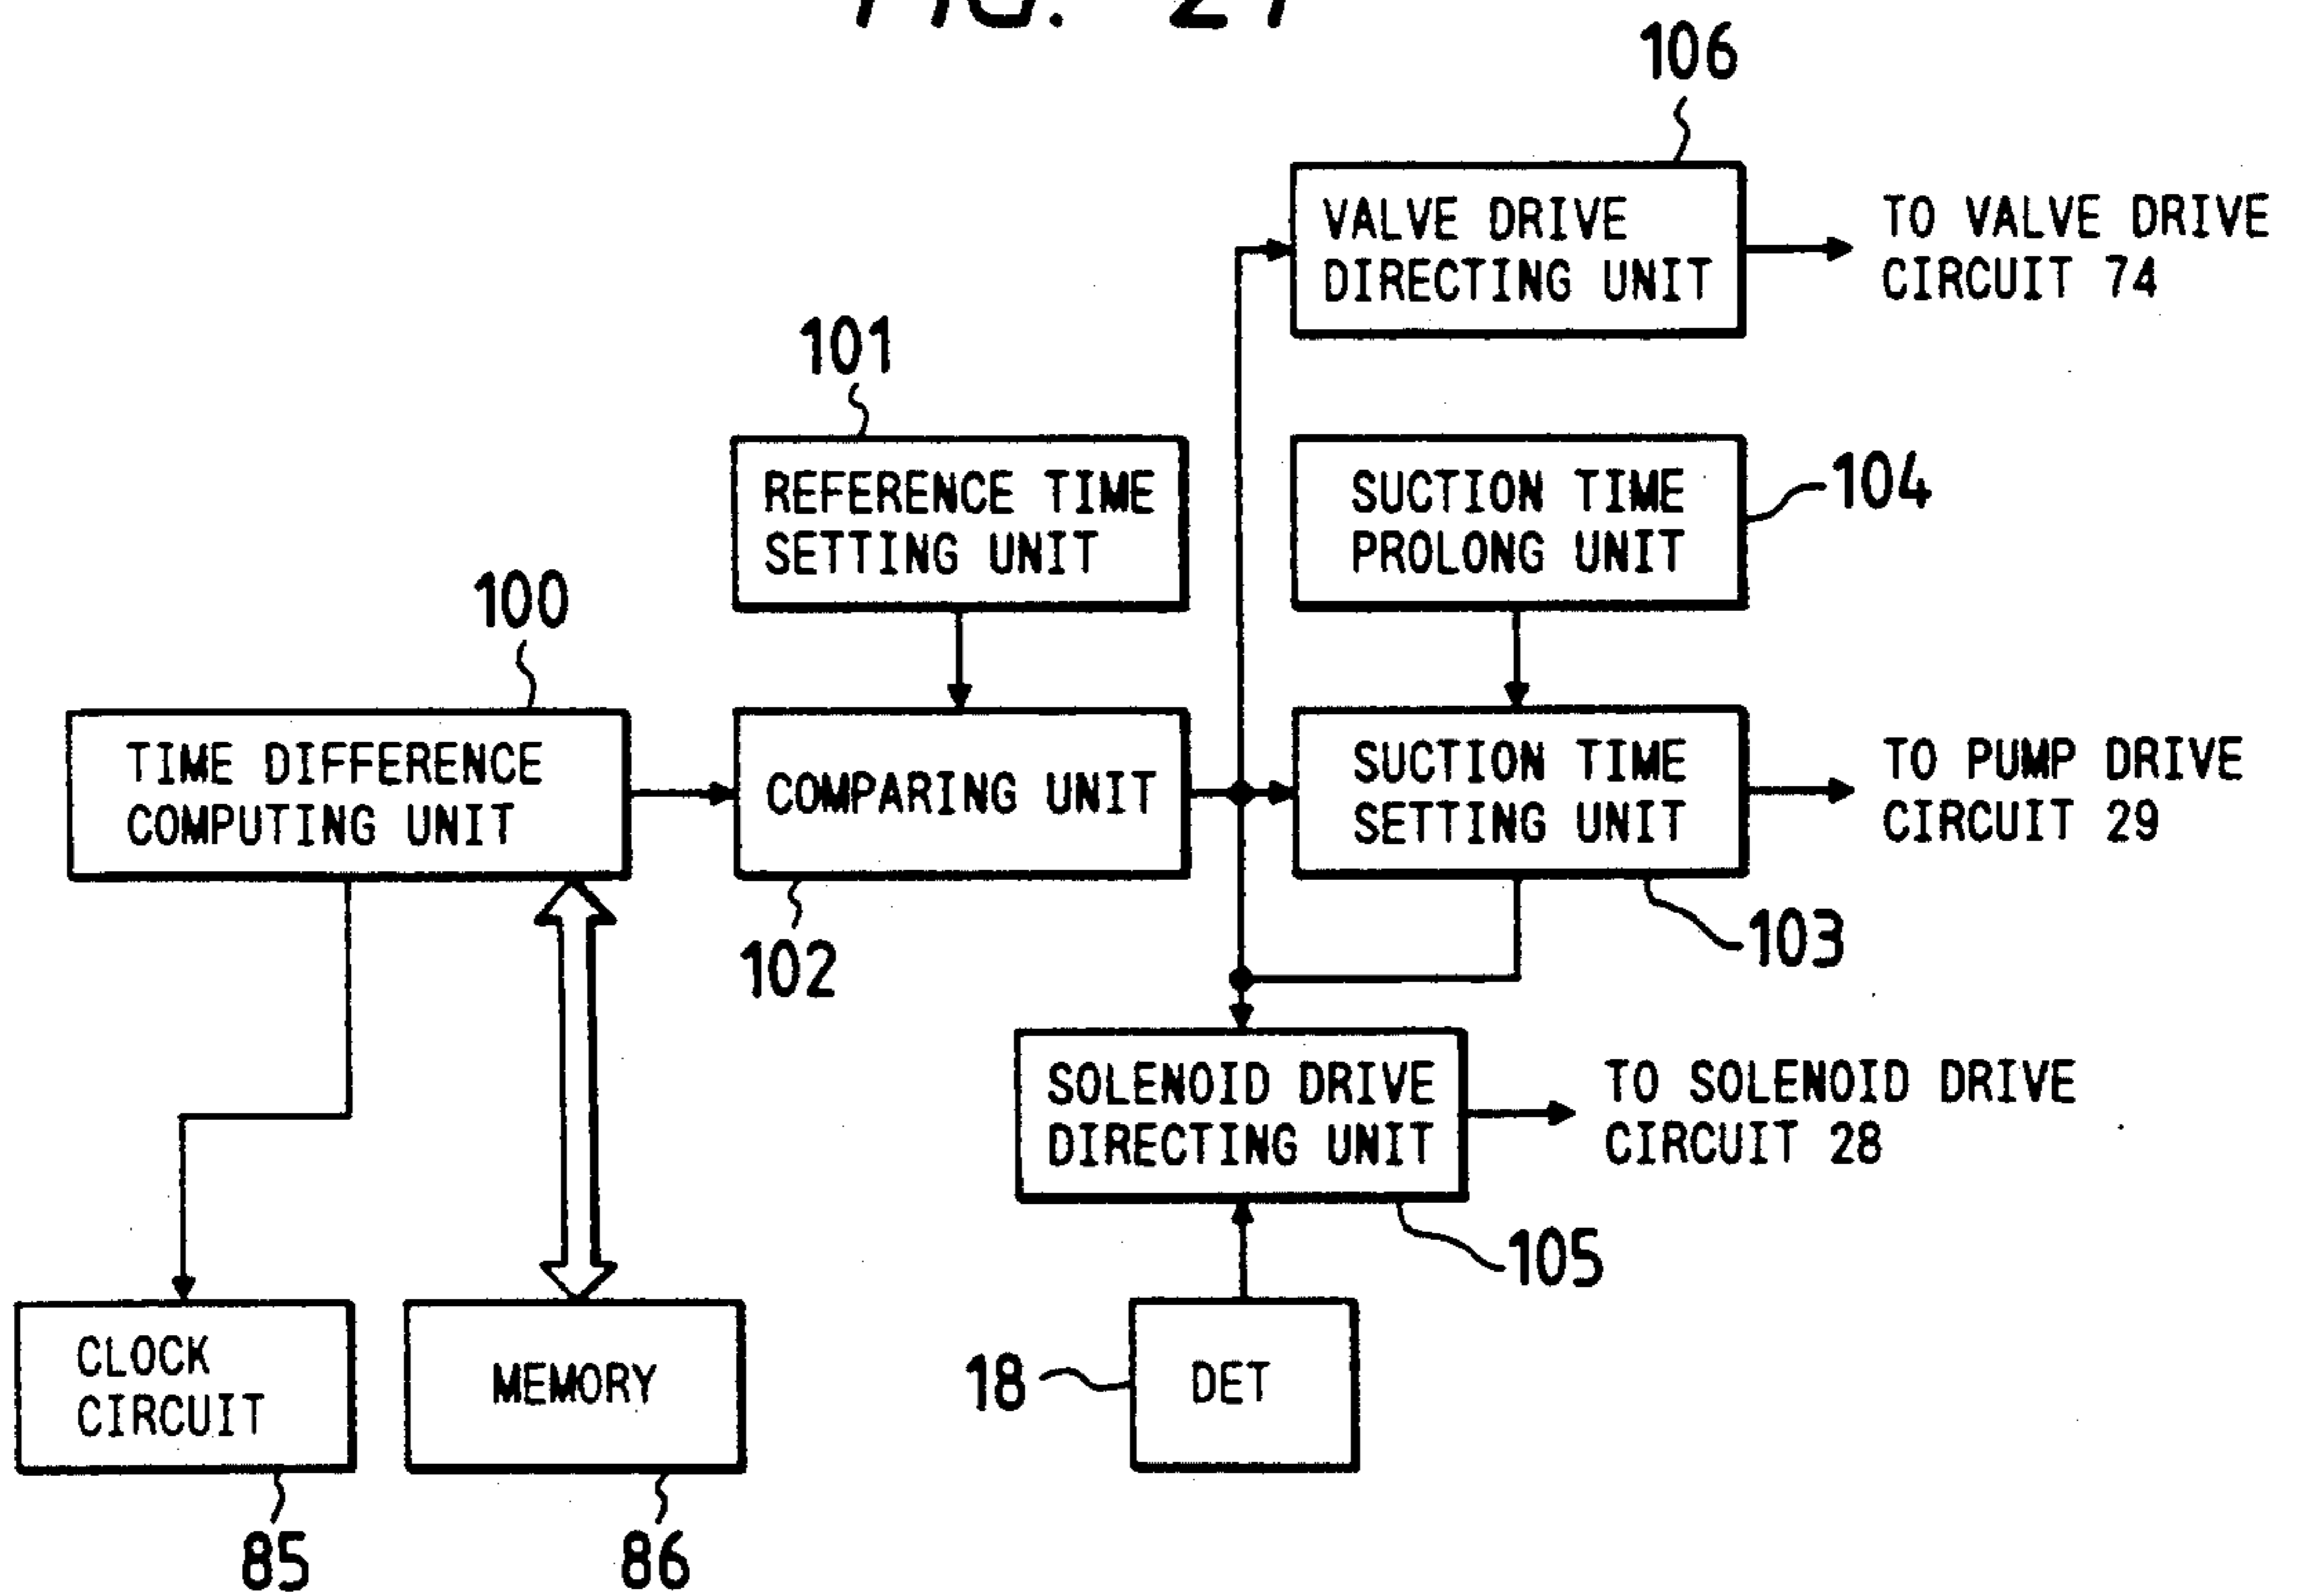 FIG.
106
VALVE DRIVE
DIRECTING UNIT
TO VALVE DRIVE
CIRCUIT 74
101
REFERENCE TIME
SETTING UNIT
SUCTION TIME
PROLONG UNIT
104
100
TIME DIFFERENCE
COMPUTING UNIT
COMPARING UNIT
SUCTION TIME
SETTING UNIT
TO PUMP DRIVE
CIRCUIT 29
102
103
SOLENOID DRIVE
DIRECTING UNIT
TO SOLENOID DRIVE
CIRCUIT 28
105
CLOCK
CIRCUIT
MEMORY
18
DET
85
86